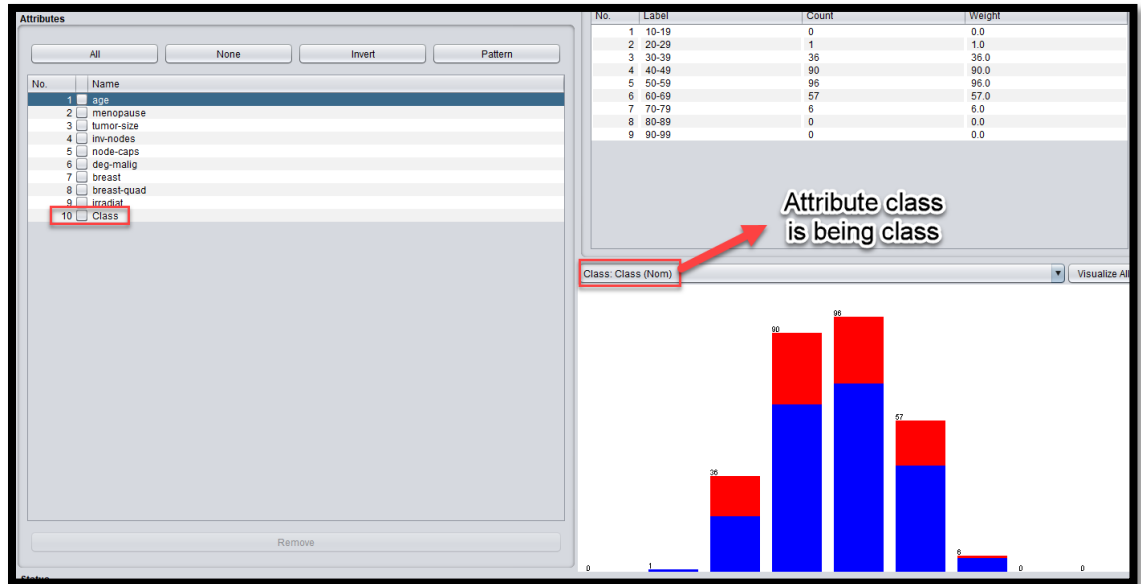 Attributes
All None Invert Pattern
No. Name
1 age
2 menopause
3 tumor-size
4 inv-nodes
5 node-caps
6 deg-malig
7 breast
8 breast-quad
9 irradiat
10 Class
Remove
Status
No. Label Count Weight
1 10-19 0 0.0
2 20-29 1 1.0
3 30-39 36 36.0
4 40-49 90 90.0
5 50-59 96 96.0
6 60-69 57 57.0
7 70-79 6 6.0
8 80-89 0 0.0
9 90-99 0 0.0
Attribute class
is being class
Class: Class (Nom) Visualize All
96
90
57
36
6
0 1 0 0